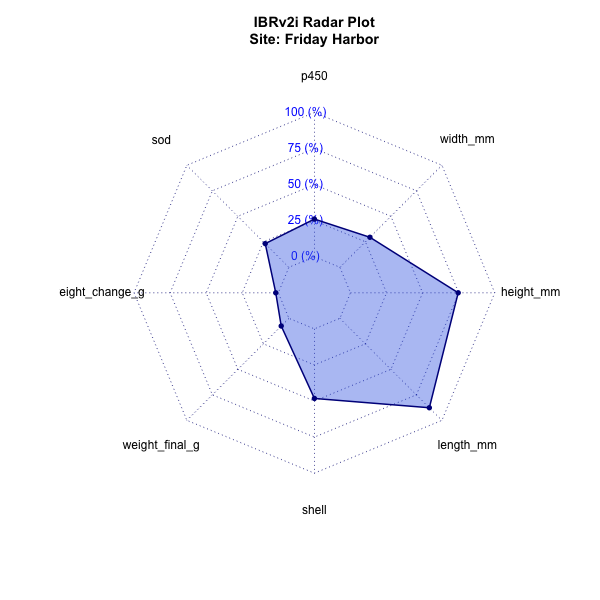 IBRv2i Radar Plot
Site: Friday Harbor
p450
100 (%)
sod
width_mm
75 (%)
50 (%)
25 (%)
0 (%)
eight_change_g
height_mm
weight_final_g
length_mm
shell